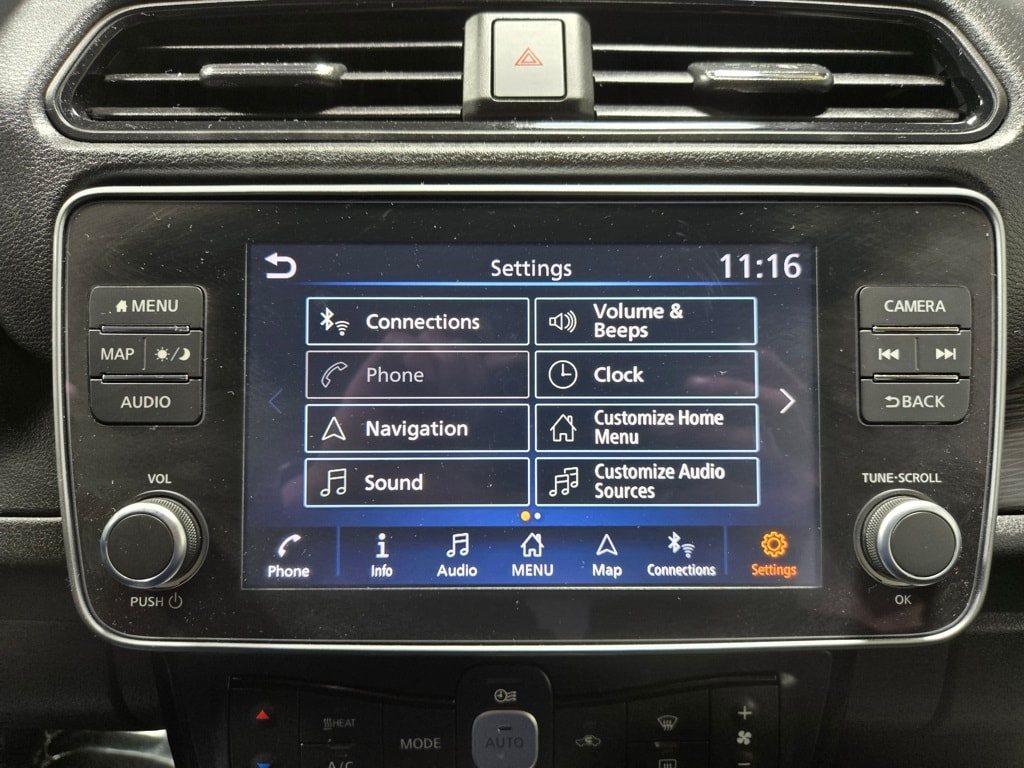 Settings
11:16
MENU
MAP
AUDIO
Connections
Phone
Navigation
Sound
Volume &
Beeps
Clock
Customize Home
Menu
Customize Audio
Sources
CAMERA
BACK
VOL
PUSH
TUNE·SCROLL
OK
Phone
Info
Audio
MENU
Map
Connections
Settings
HEAT
A/C
MODE
AUTO
+
−